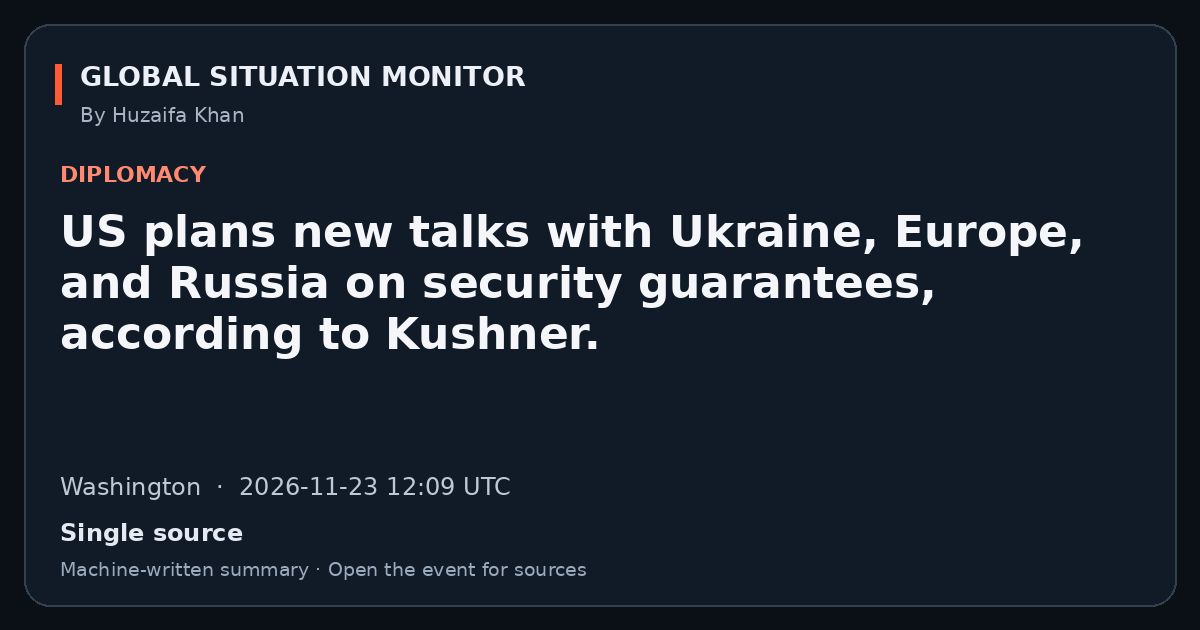 GLOBAL SITUATION MONITOR
By Huzaifa Khan
DIPLOMACY
US plans new talks with Ukraine, Europe,
and Russia on security guarantees,
according to Kushner.
Washington · 2026-11-23 12:09 UTC
Single source
Machine-written summary · Open the event for sources